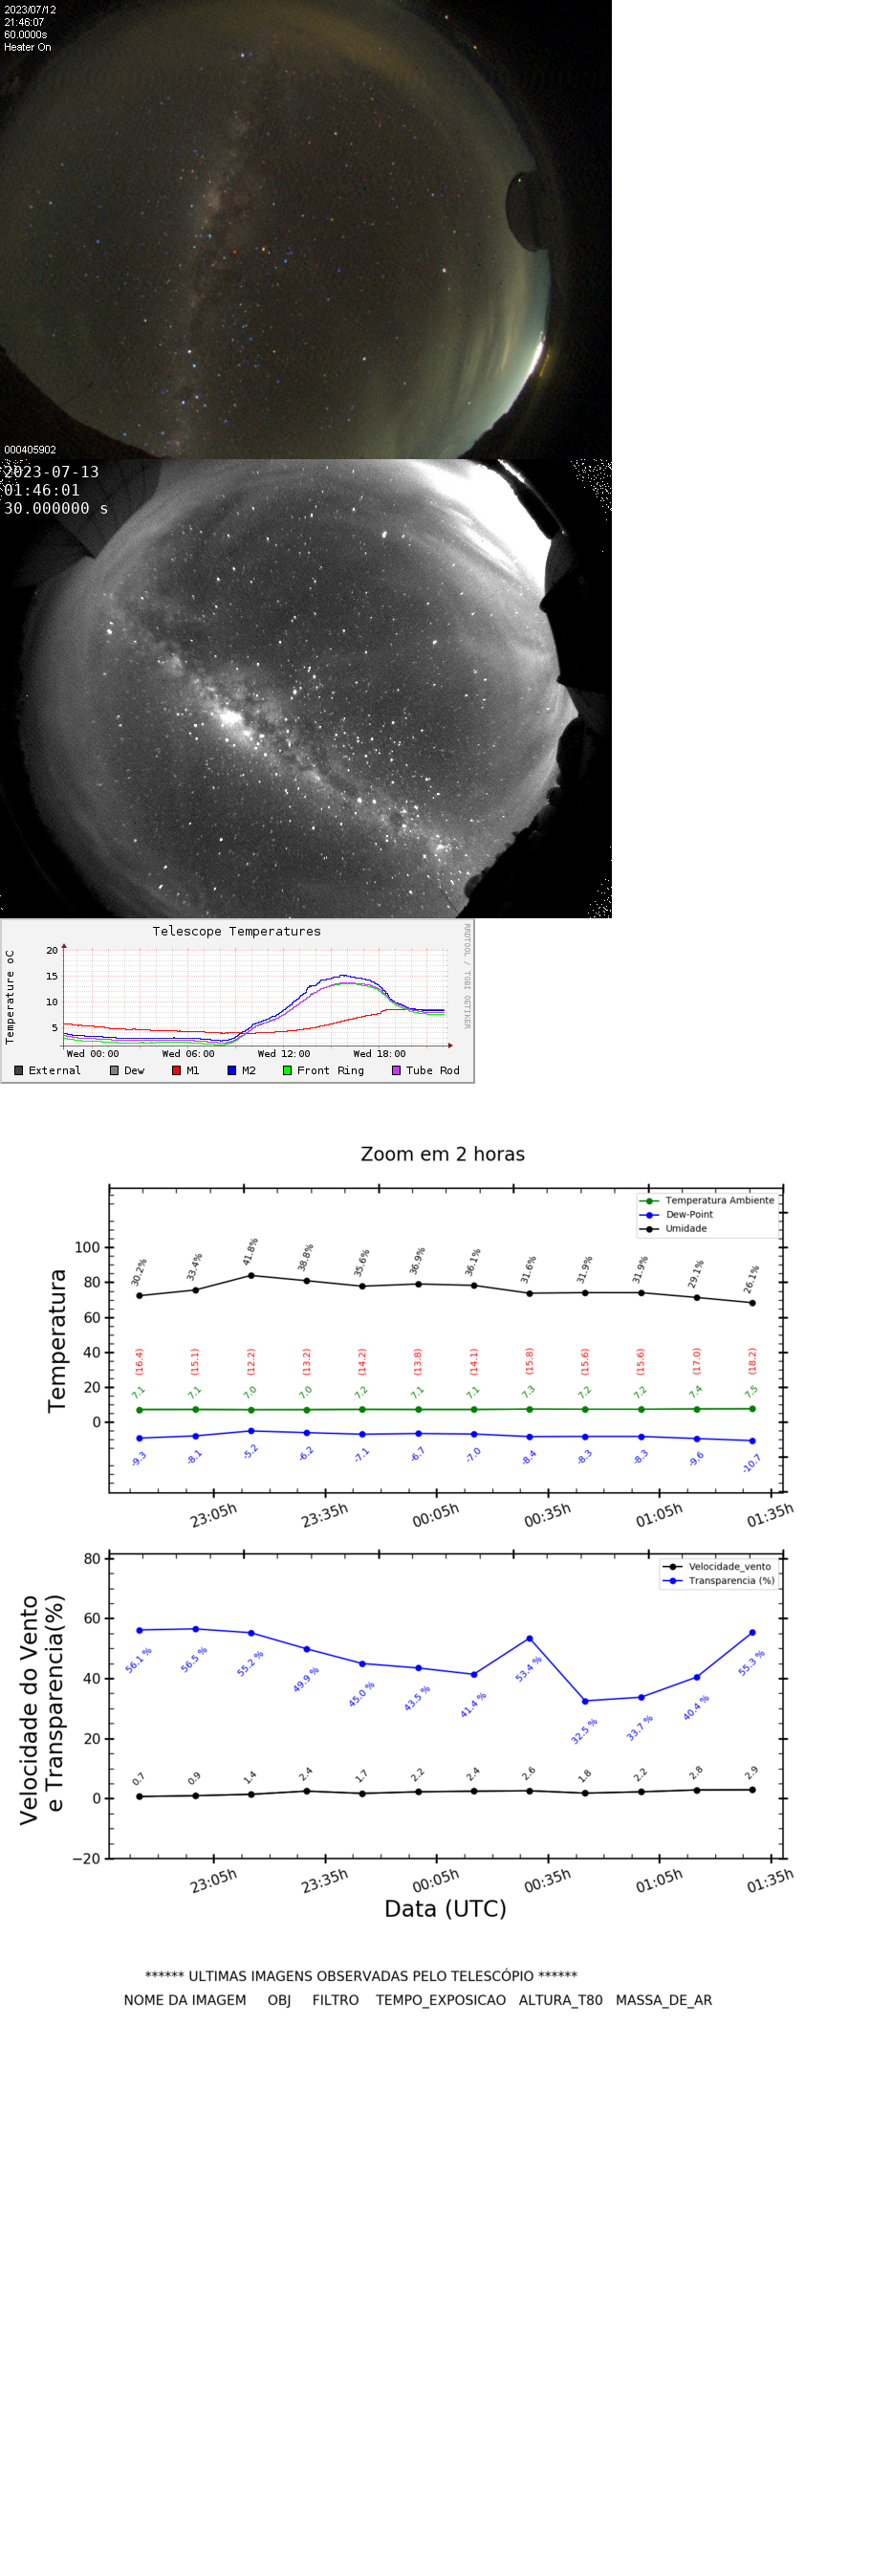 2023/07/12
21:46:07
60.0000s
Heater On
000405902
2023-07-13
01:46:01
30.000000 s
Telescope Temperatures
RRDTOOL / TOBI OETIKER
Temperature oC
20
15
10
5
Wed 00:00 Wed 06:00 Wed 12:00 Wed 18:00
External Dew M1 M2 Front Ring Tube Rod
Zoom em 2 horas
Temperatura Ambiente
Dew-Point
Umidade
Temperatura
100
80
60
40
20
0
30.2% 33.4% 41.8% 38.8% 35.6% 36.9% 36.1% 31.6% 31.9% 31.9% 29.1% 26.1%
(16.4) (15.1) (12.2) (13.2) (14.2) (13.8) (14.1) (15.8) (15.6) (15.6) (17.0) (18.2)
7.1 7.1 7.0 7.0 7.2 7.1 7.1 7.3 7.2 7.2 7.4 7.5
-9.3 -8.1 -5.2 -6.2 -7.1 -6.7 -7.0 -8.4 -8.3 -8.3 -9.6 -10.7
23:05h 23:35h 00:05h 00:35h 01:05h 01:35h
Velocidade_vento
Transparencia (%)
Velocidade do Vento
e Transparencia(%)
80
60
40
20
0
−20
56.1 % 56.5 % 55.2 % 49.9 % 45.0 % 43.5 % 41.4 % 53.4 % 32.5 % 33.7 % 40.4 % 55.3 %
0.7 0.9 1.4 2.4 1.7 2.2 2.4 2.6 1.8 2.2 2.8 2.9
23:05h 23:35h 00:05h 00:35h 01:05h 01:35h
Data (UTC)
****** ULTIMAS IMAGENS OBSERVADAS PELO TELESCÓPIO ******
NOME DA IMAGEM OBJ FILTRO TEMPO_EXPOSICAO ALTURA_T80 MASSA_DE_AR